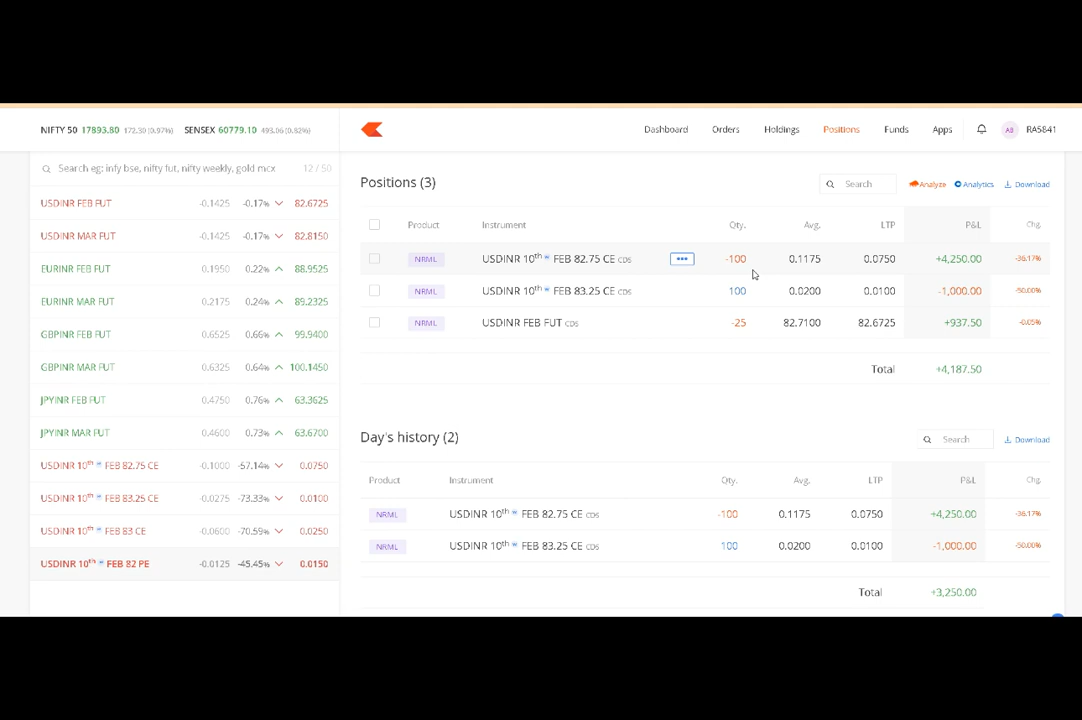 NIFTY 50 17893.80 172.30 (0.97%) SENSEX 60779.10 493.06 (0.82%) Dashboard Orders Holdings Positions Funds Apps AB RA5841
Search eg: infy bse, nifty fut, nifty weekly, gold mcx 12 / 50
USDINR FEB FUT -0.1425 -0.17% 82.6725
USDINR MAR FUT -0.1425 -0.17% 82.8150
EURINR FEB FUT 0.1950 0.22% 88.9525
EURINR MAR FUT 0.2175 0.24% 89.2325
GBPINR FEB FUT 0.6525 0.66% 99.9400
GBPINR MAR FUT 0.6325 0.64% 100.1450
JPYINR FEB FUT 0.4750 0.76% 63.3625
JPYINR MAR FUT 0.4600 0.73% 63.6700
USDINR 10th w FEB 82.75 CE -0.1000 -57.14% 0.0750
USDINR 10th w FEB 83.25 CE -0.0275 -73.33% 0.0100
USDINR 10th w FEB 83 CE -0.0600 -70.59% 0.0250
USDINR 10th w FEB 82 PE -0.0125 -45.45% 0.0150
Positions (3) Search Analyze Analytics Download
Product Instrument Qty. Avg. LTP P&L Chg.
NRML USDINR 10th w FEB 82.75 CE CDS ••• -100 0.1175 0.0750 +4,250.00 -36.17%
NRML USDINR 10th w FEB 83.25 CE CDS 100 0.0200 0.0100 -1,000.00 -50.00%
NRML USDINR FEB FUT CDS -25 82.7100 82.6725 +937.50 -0.05%
Total +4,187.50
Day's history (2) Search Download
Product Instrument Qty. Avg. LTP P&L Chg.
NRML USDINR 10th w FEB 82.75 CE CDS -100 0.1175 0.0750 +4,250.00 -36.17%
NRML USDINR 10th w FEB 83.25 CE CDS 100 0.0200 0.0100 -1,000.00 -50.00%
Total +3,250.00